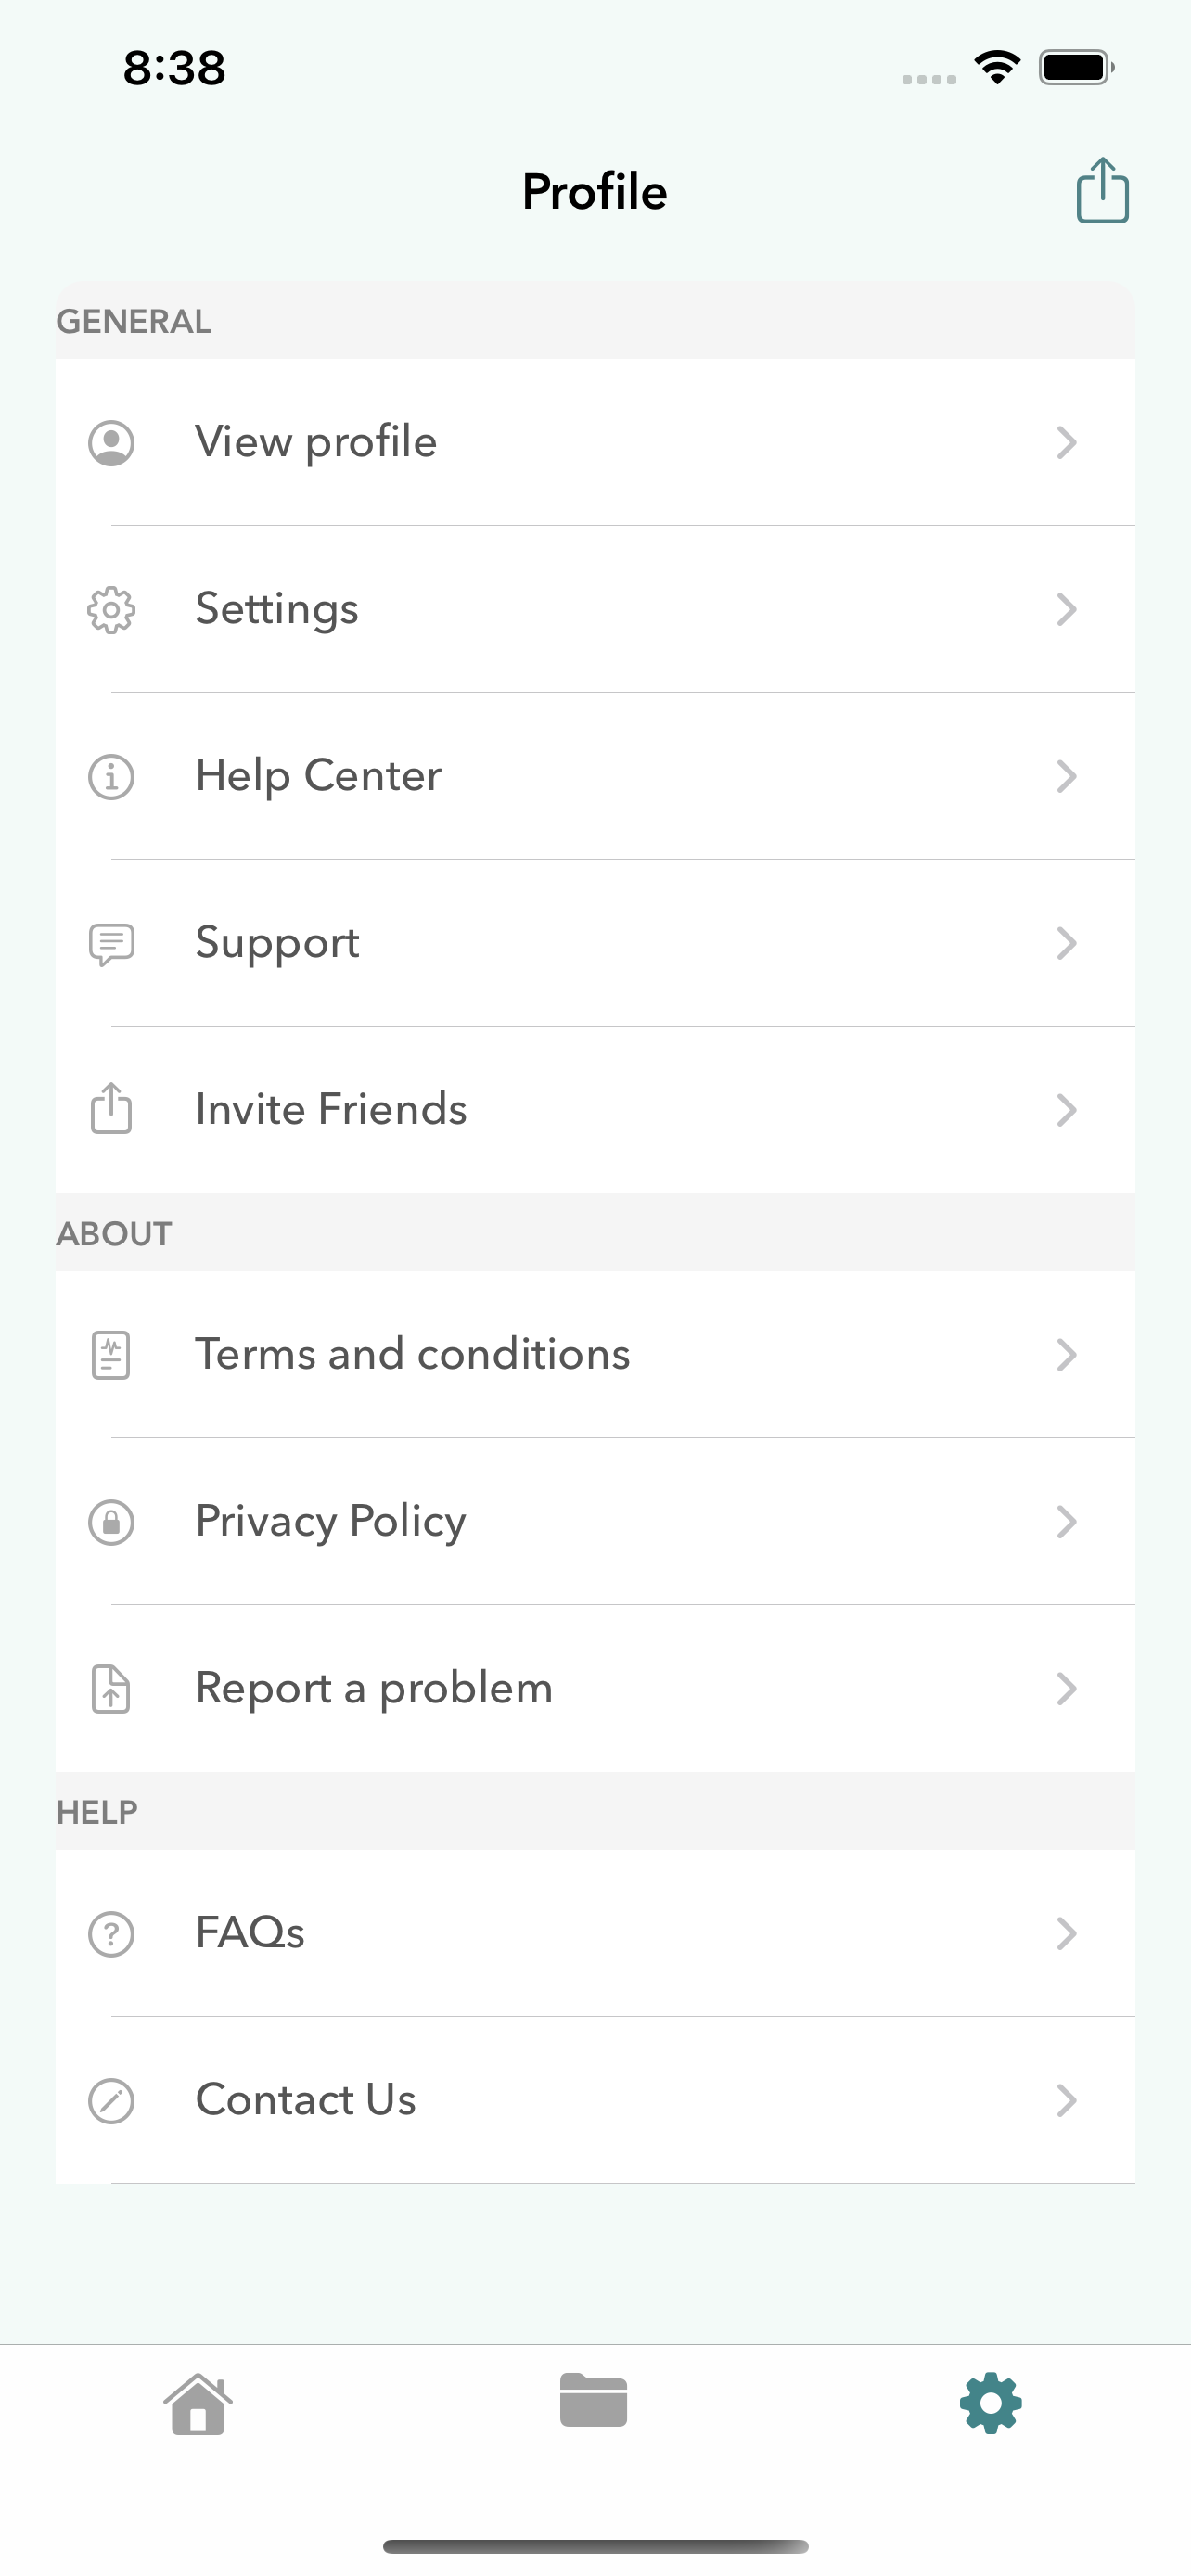 8:38
Profile
GENERAL
View profile
Settings
Help Center
Support
Invite Friends
ABOUT
Terms and conditions
Privacy Policy
Report a problem
HELP
FAQs
Contact Us